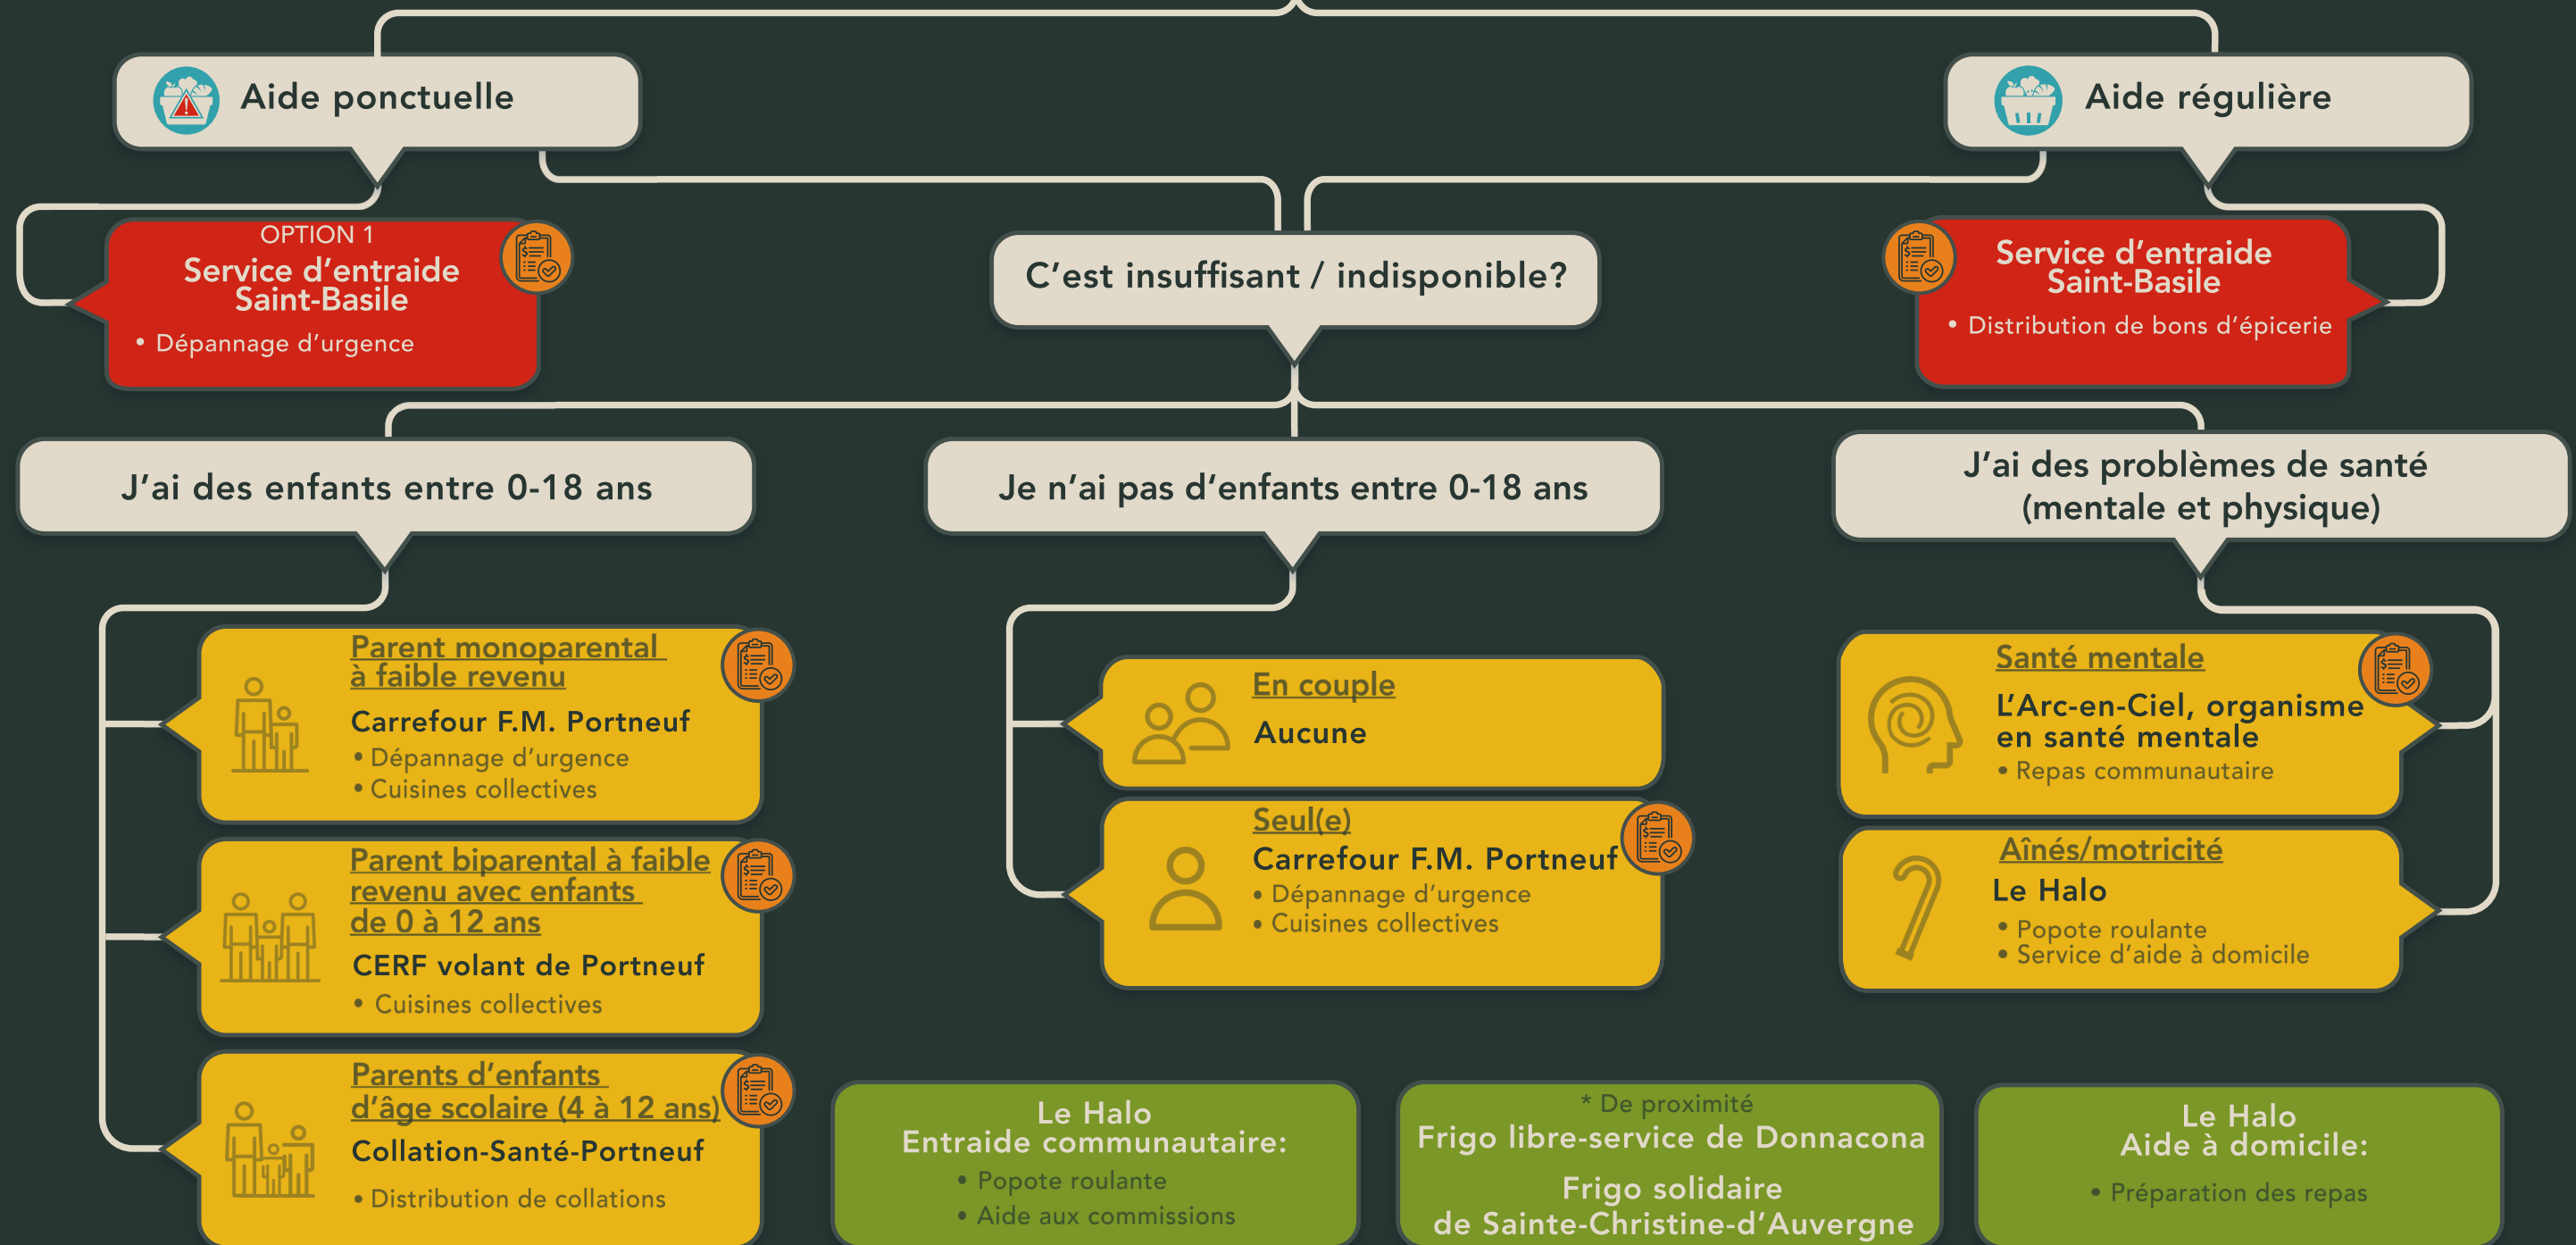 Aide ponctuelle
Aide régulière
OPTION 1
Service d'entraide
Saint-Basile
• Dépannage d'urgence
C'est insuffisant / indisponible?
Service d'entraide
Saint-Basile
• Distribution de bons d'épicerie
J'ai des enfants entre 0-18 ans
Je n'ai pas d'enfants entre 0-18 ans
J'ai des problèmes de santé
(mentale et physique)
Parent monoparental
à faible revenu
Carrefour F.M. Portneuf
• Dépannage d'urgence
• Cuisines collectives
Parent biparental à faible
revenu avec enfants
de 0 à 12 ans
CERF volant de Portneuf
• Cuisines collectives
Parents d'enfants
d'âge scolaire (4 à 12 ans)
Collation-Santé-Portneuf
• Distribution de collations
En couple
Aucune
Seul(e)
Carrefour F.M. Portneuf
• Dépannage d'urgence
• Cuisines collectives
Santé mentale
L'Arc-en-Ciel, organisme
en santé mentale
• Repas communautaire
Aînés/motricité
Le Halo
• Popote roulante
• Service d'aide à domicile
Le Halo
Entraide communautaire:
• Popote roulante
• Aide aux commissions
* De proximité
Frigo libre-service de Donnacona
Frigo solidaire
de Sainte-Christine-d'Auvergne
Le Halo
Aide à domicile:
• Préparation des repas